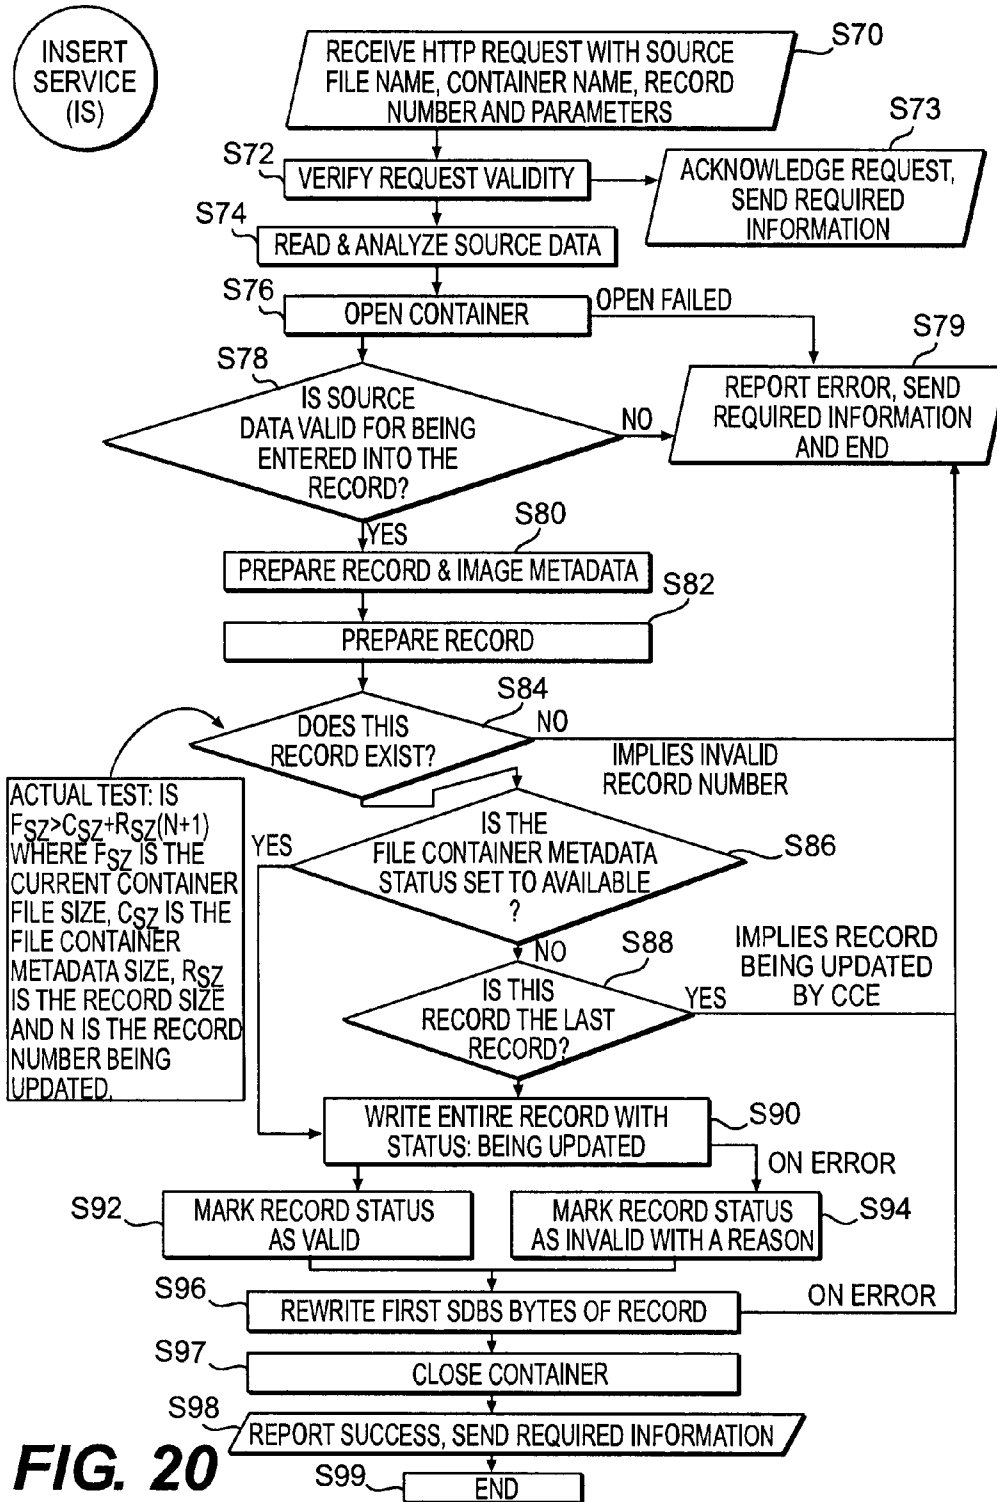 INSERT
SERVICE
(IS)
RECEIVE HTTP REQUEST WITH SOURCE
FILE NAME, CONTAINER NAME, RECORD
NUMBER AND PARAMETERS
S70
S72
VERIFY REQUEST VALIDITY
S73
ACKNOWLEDGE REQUEST,
SEND REQUIRED
INFORMATION
S74
READ & ANALYZE SOURCE DATA
S76
OPEN CONTAINER
OPEN FAILED
S78
IS SOURCE
DATA VALID FOR BEING
ENTERED INTO THE
RECORD?
NO
S79
REPORT ERROR, SEND
REQUIRED INFORMATION
AND END
YES
S80
PREPARE RECORD & IMAGE METADATA
S82
PREPARE RECORD
S84
DOES THIS
RECORD EXIST?
NO
IMPLIES INVALID
RECORD NUMBER
ACTUAL TEST: IS
FSZ>CSZ+RSZ(N+1)
WHERE FSZ IS THE
CURRENT CONTAINER
FILE SIZE, CSZ IS THE
FILE CONTAINER
METADATA SIZE, RSZ
IS THE RECORD SIZE
AND N IS THE RECORD
NUMBER BEING
UPDATED.
YES
IS THE
FILE CONTAINER METADATA
STATUS SET TO AVAILABLE
?
S86
NO
S88
IS THIS
RECORD THE LAST
RECORD?
YES
IMPLIES RECORD
BEING UPDATED
BY CCE
S90
WRITE ENTIRE RECORD WITH
STATUS: BEING UPDATED
ON ERROR
S92
MARK RECORD STATUS
AS VALID
MARK RECORD STATUS
AS INVALID WITH A REASON
S94
S96
REWRITE FIRST SDBS BYTES OF RECORD
ON ERROR
S97
CLOSE CONTAINER
S98
REPORT SUCCESS, SEND REQUIRED INFORMATION
S99
END
FIG. 20